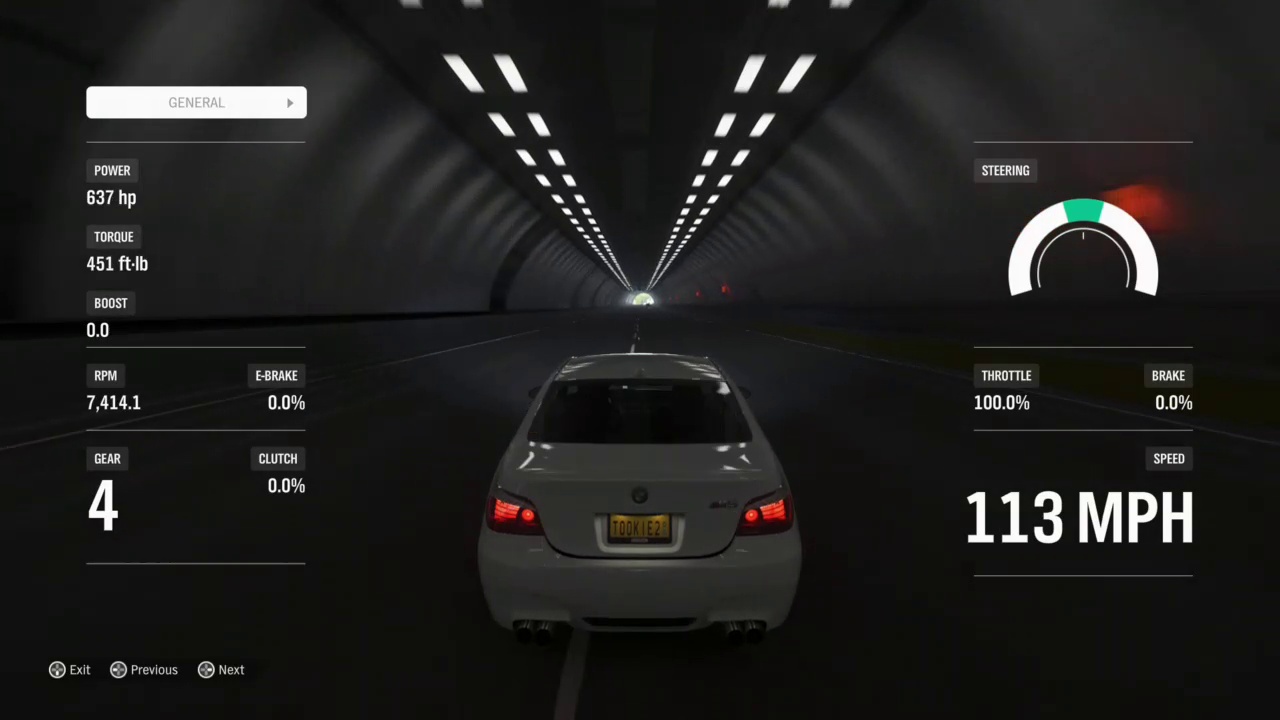 GENERAL
POWER
637 hp
TORQUE
451 ft·lb
BOOST
0.0
RPM
E-BRAKE
7,414.1
0.0%
GEAR
CLUTCH
4
0.0%
STEERING
THROTTLE
BRAKE
100.0%
0.0%
SPEED
113 MPH
M5
Exit
Previous
Next